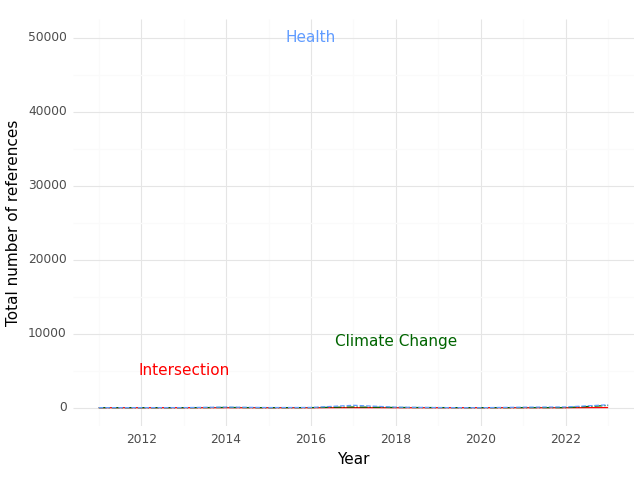 Health
50000
40000
30000
20000
10000
0
Climate Change
Intersection
Total number of references
2012
2014
2016
2018
2020
2022
Year